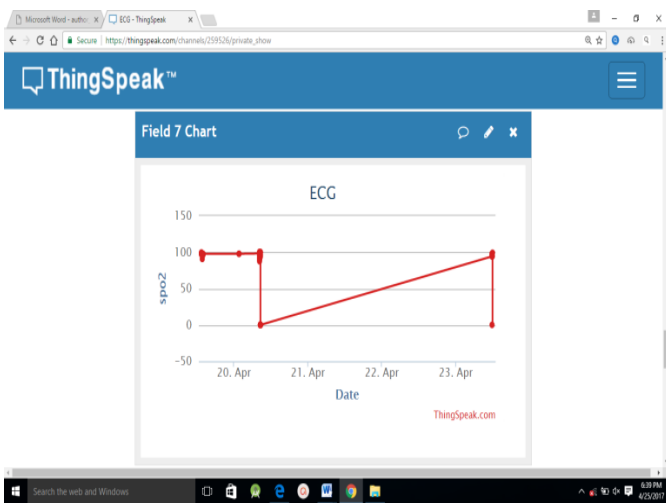 Microsoft Word - author
ECG - ThingSpeak
Secure https://thingspeak.com/channels/259526/private_show
ThingSpeak™
Field 7 Chart
ECG
150
100
50
0
-50
spo2
20. Apr 21. Apr 22. Apr 23. Apr
Date
ThingSpeak.com
Search the web and Windows
6:39 PM
4/25/2017